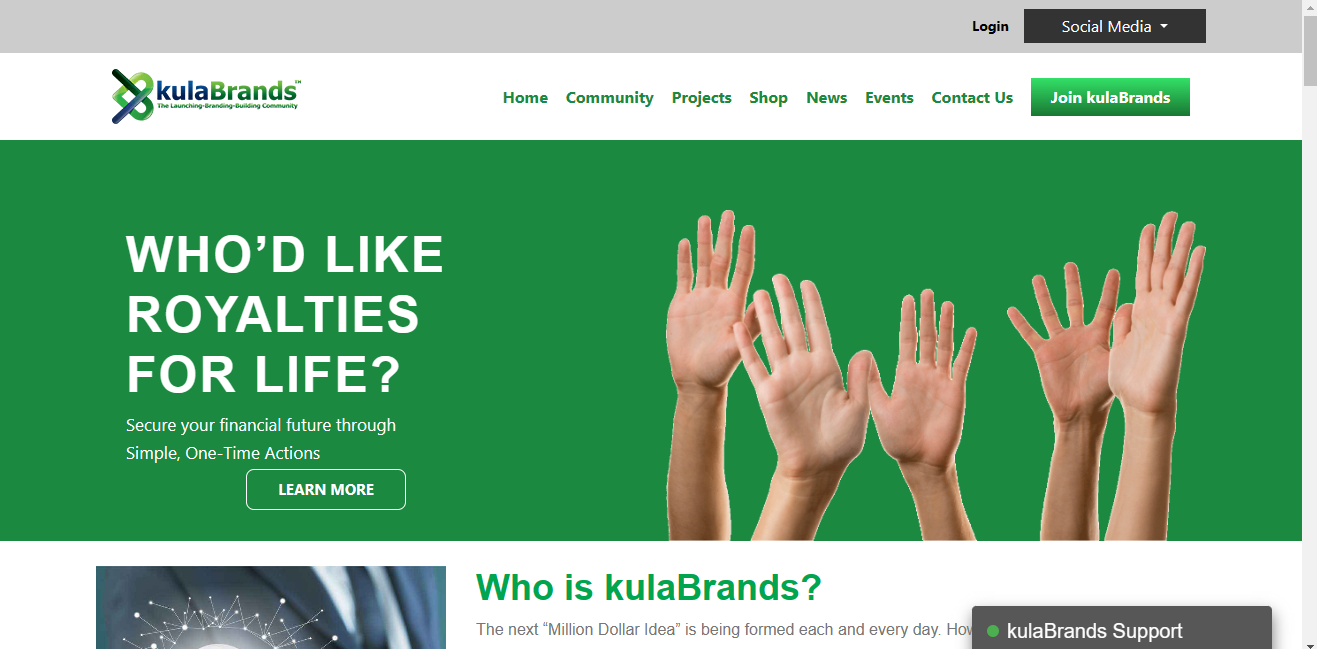 Login
Social Media
kulaBrands™
The Launching-Branding-Building Community
Home
Community
Projects
Shop
News
Events
Contact Us
Join kulaBrands
WHO’D LIKE
ROYALTIES
FOR LIFE?
Secure your financial future through
Simple, One-Time Actions
LEARN MORE
Who is kulaBrands?
The next “Million Dollar Idea” is being formed each and every day.
kulaBrands Support